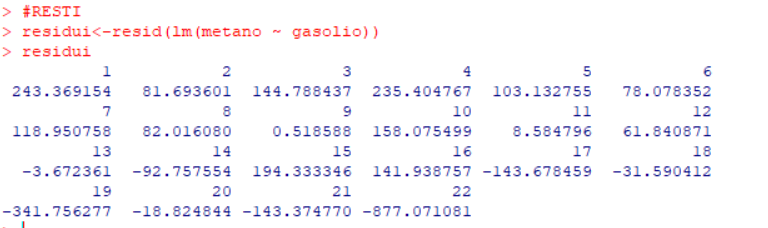 > #RESTI
> residui<-resid(lm(metano ~ gasolio))
> residui
1 2 3 4 5 6
243.369154 81.693601 144.788437 235.404767 103.132755 78.078352
7 8 9 10 11 12
118.950758 82.016080 0.518588 158.075499 8.584796 61.840871
13 14 15 16 17 18
-3.672361 -92.757554 194.333346 141.938757 -143.678459 -31.590412
19 20 21 22
-341.756277 -18.824844 -143.374770 -877.071081